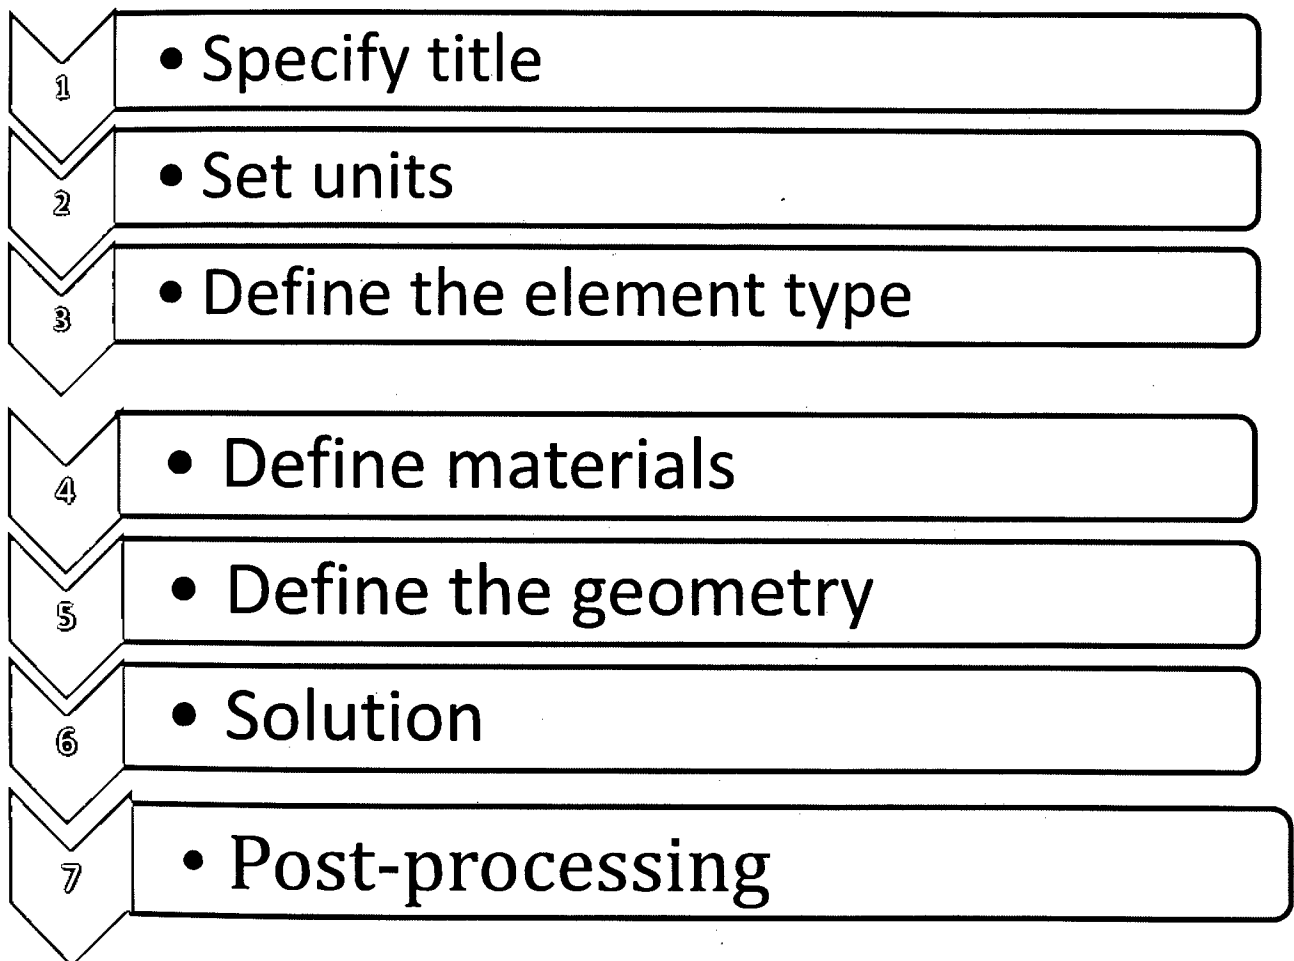 1 • Specify title
2 • Set units
3 • Define the element type
4 • Define materials
5 • Define the geometry
6 • Solution
7 • Post-processing